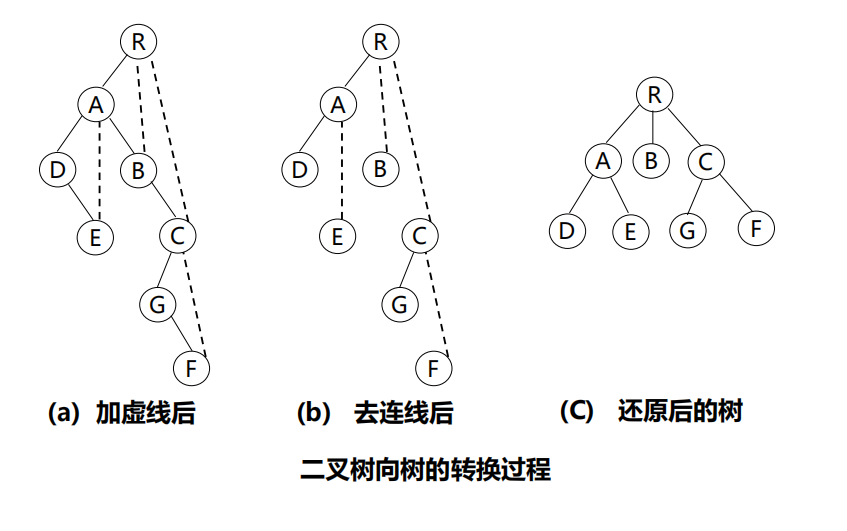 R R
R
A A
A B C
D B D B
D E G F
E C E C
G G
F F
(a) 加虚线后 (b) 去连线后 (C) 还原后的树
二叉树向树的转换过程